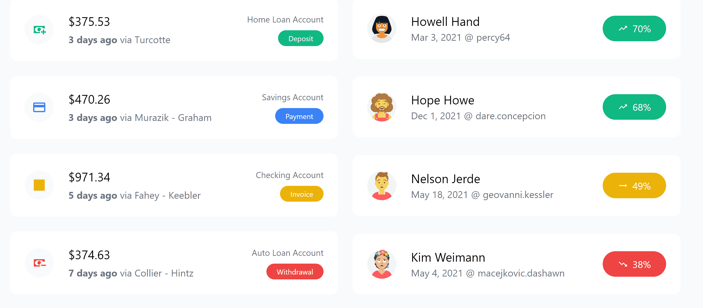 $375.53
Home Loan Account
3 days ago via Turcotte
Deposit
$470.26
Savings Account
3 days ago via Murazik - Graham
Payment
$971.34
Checking Account
5 days ago via Fahey - Keebler
Invoice
$374.63
Auto Loan Account
7 days ago via Collier - Hintz
Withdrawal
Howell Hand
Mar 3, 2021 @ percy64
70%
Hope Howe
Dec 1, 2021 @ dare.concepcion
68%
Nelson Jerde
May 18, 2021 @ geovanni.kessler
49%
Kim Weimann
May 4, 2021 @ macejkovic.dashawn
38%